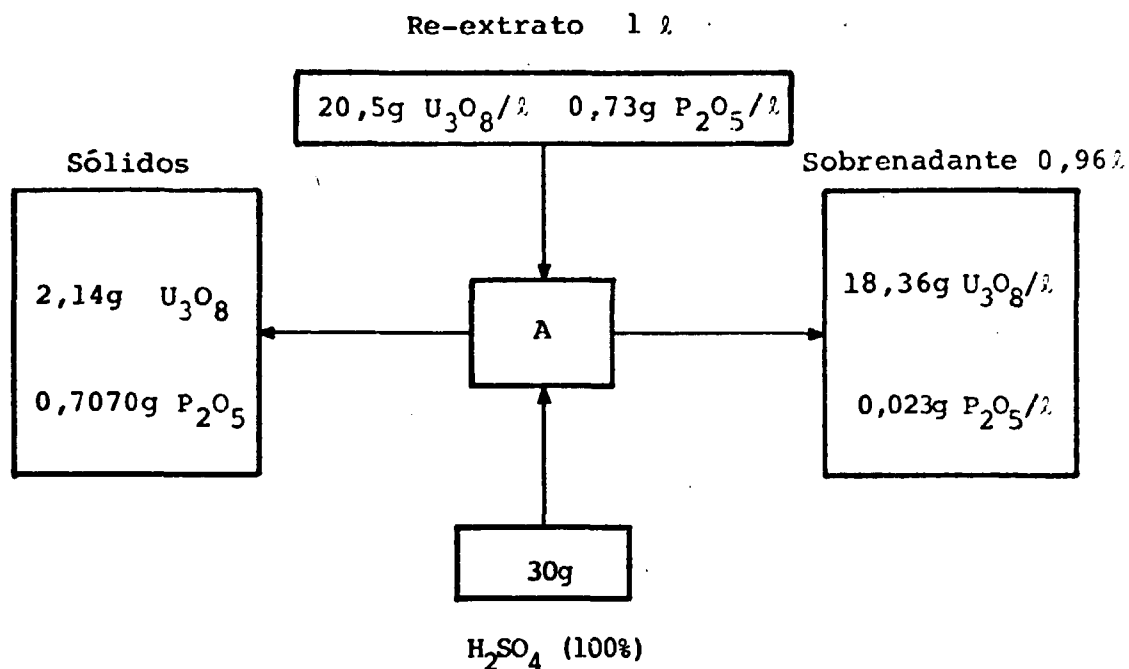 Re-extrato 1 ℓ
20,5g U₃O₈/ℓ 0,73g P₂O₅/ℓ
Sólidos
2,14g U₃O₈
0,7070g P₂O₅
A
Sobrenadante 0,96ℓ
18,36g U₃O₈/ℓ
0,023g P₂O₅/ℓ
30g
H₂SO₄ (100%)